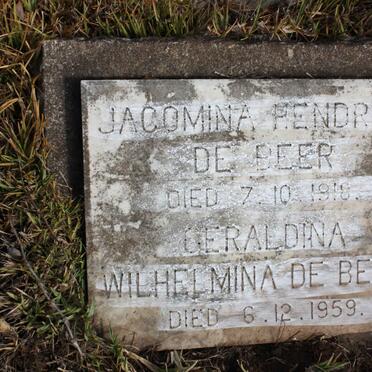 JACOMINA HENDR
DE BEER
DIED 7.10.1918
GERALDINA
WILHELMINA DE BE
DIED 6.12.1959.